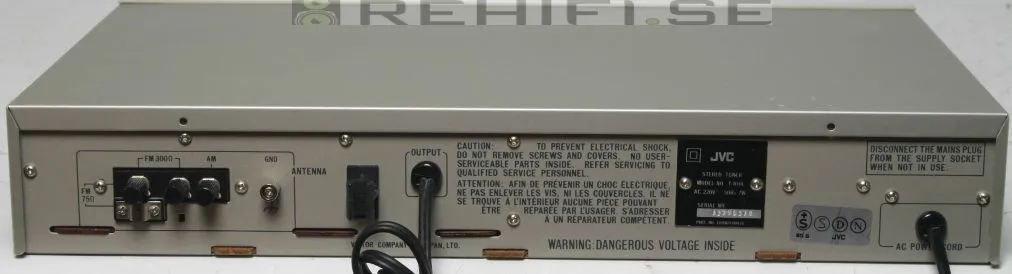 REHIFI.SE
FM 300Ω
AM
GND
ANTENNA
FM
75Ω
OUTPUT
CAUTION: TO PREVENT ELECTRICAL SHOCK,
DO NOT REMOVE SCREWS AND COVERS. NO USER-
SERVICEABLE PARTS INSIDE. REFER SERVICING TO
QUALIFIED SERVICE PERSONNEL.
ATTENTION: AFIN DE PRÉVENIR UN CHOC ÉLECTRIQUE,
NE PAS ENLEVER LES VIS, NI LES COUVERCLES. IL NE
SE TROUVE À L'INTÉRIEUR AUCUNE PIÈCE POUVANT
ÊTRE RÉPARÉE PAR L'USAGER. S'ADRESSER
À UN RÉPARATEUR COMPÉTENT.
WARNING: DANGEROUS VOLTAGE INSIDE
JVC
STEREO TUNER
MODEL NO.
AC 220V
SERIAL NO.
S D N
JVC
DISCONNECT THE MAINS PLUG
FROM THE SUPPLY SOCKET
WHEN NOT IN USE.
AC POWER CORD